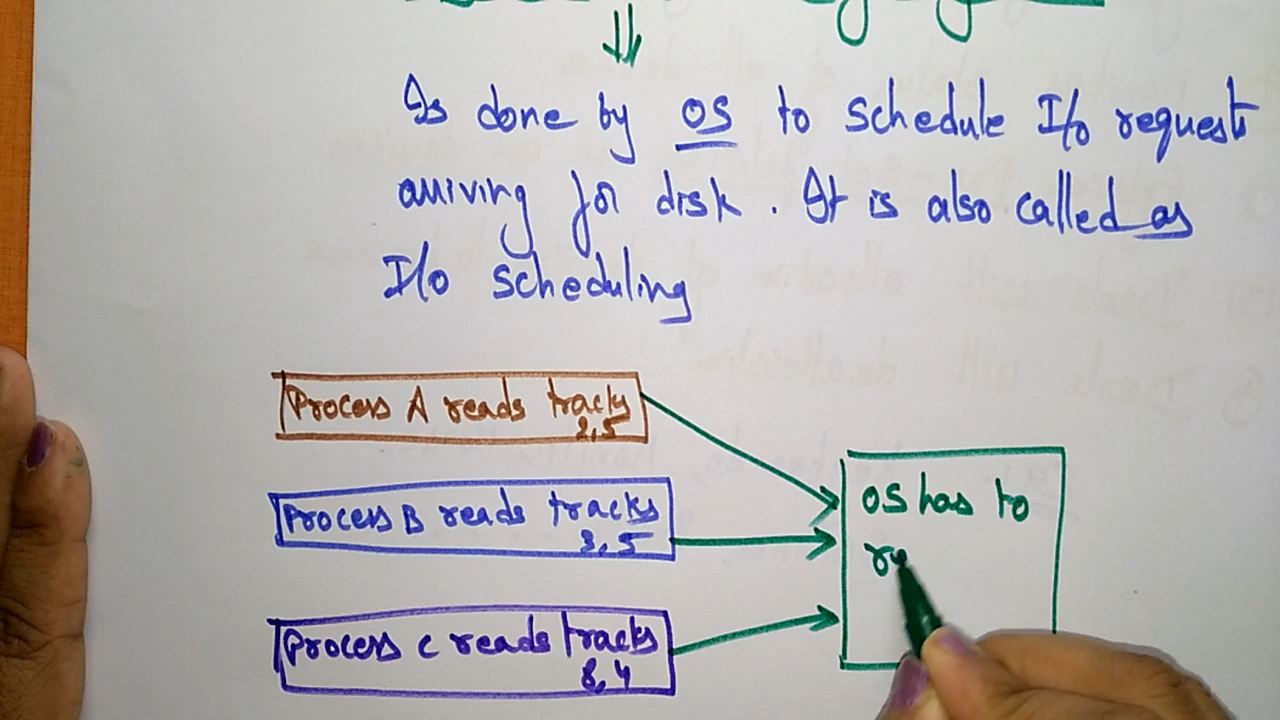 Is done by OS to schedule I/o requests
arriving for disk. It is also called as
I/o scheduling
Process A reads tracks
2,5
Process B reads tracks
3,5
Process c reads tracks
8,4
OS has to